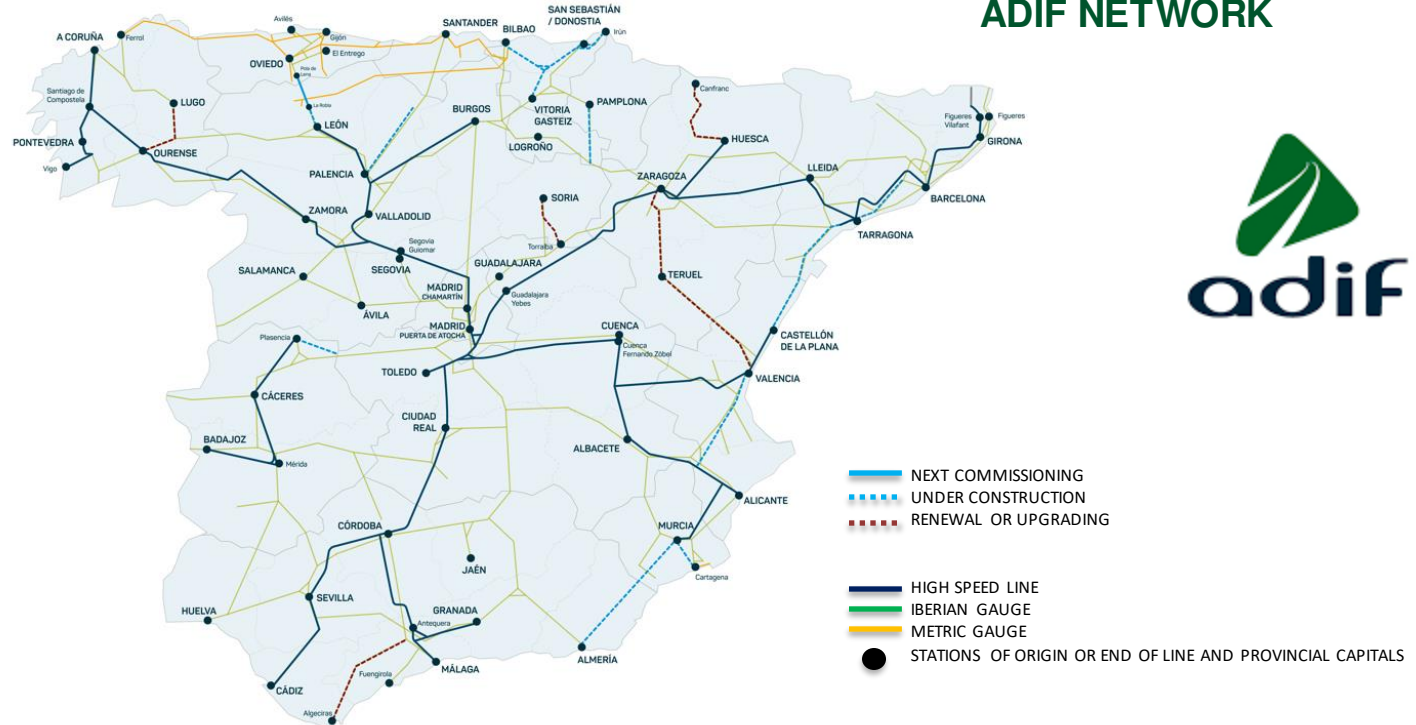 ADIF NETWORK
SAN SEBASTIÁN
/ DONOSTIA
Avilés
SANTANDER
BILBAO
Irún
A CORUÑA
Ferrol
Gijón
El Entrego
OVIEDO
Pola de
Lena
Canfranc
Santiago de
Compostela
LUGO
La Robla
LEÓN
BURGOS
VITORIA
GASTEIZ
PAMPLONA
Figueres
Vilafant
Figueres
PONTEVEDRA
OURENSE
LOGROÑO
HUESCA
GIRONA
Vigo
PALENCIA
ZARAGOZA
LLEIDA
SORIA
BARCELONA
ZAMORA
VALLADOLID
TARRAGONA
Segovia
Guiomar
Torralba
SALAMANCA
SEGOVIA
GUADALAJARA
TERUEL
MADRID
CHAMARTÍN
Guadalajara
Yebes
ÁVILA
MADRID
PUERTA DE ATOCHA
CUENCA
Cuenca
Fernando Zóbel
CASTELLÓN
DE LA PLANA
Plasencia
TOLEDO
VALENCIA
CÁCERES
CIUDAD
REAL
BADAJOZ
ALBACETE
Mérida
ALICANTE
CÓRDOBA
MURCIA
JAÉN
Cartagena
HUELVA
SEVILLA
GRANADA
Antequera
ALMERÍA
MÁLAGA
Fuengirola
CÁDIZ
Algeciras
adif
NEXT COMMISSIONING
UNDER CONSTRUCTION
RENEWAL OR UPGRADING
HIGH SPEED LINE
IBERIAN GAUGE
METRIC GAUGE
STATIONS OF ORIGIN OR END OF LINE AND PROVINCIAL CAPITALS